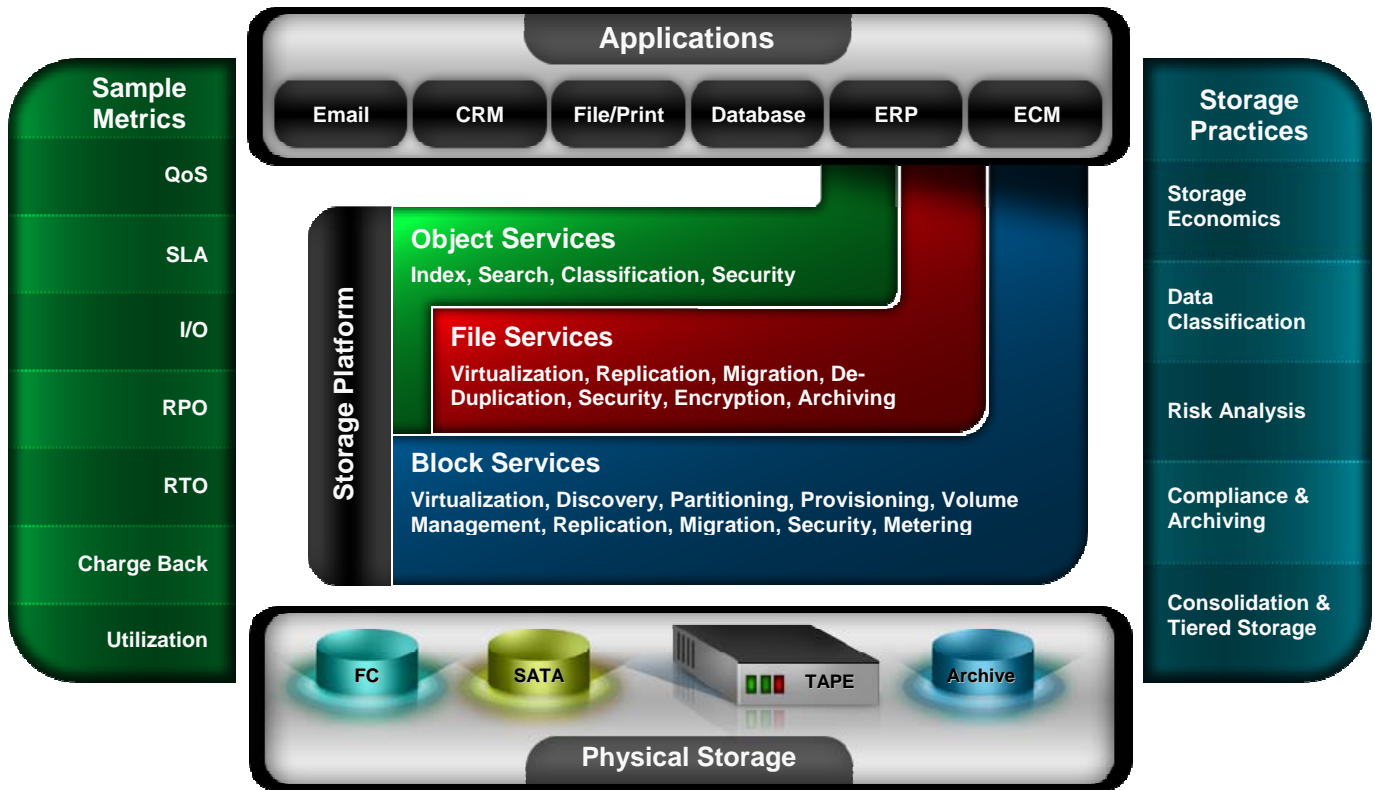 Applications
Email
CRM
File/Print
Database
ERP
ECM
Sample
Metrics
QoS
SLA
I/O
RPO
RTO
Charge Back
Utilization
Storage Platform
Object Services
Index, Search, Classification, Security
File Services
Virtualization, Replication, Migration, De-
Duplication, Security, Encryption, Archiving
Block Services
Virtualization, Discovery, Partitioning, Provisioning, Volume
Management, Replication, Migration, Security, Metering
Storage
Practices
Storage
Economics
Data
Classification
Risk Analysis
Compliance &
Archiving
Consolidation &
Tiered Storage
FC
SATA
TAPE
Archive
Physical Storage